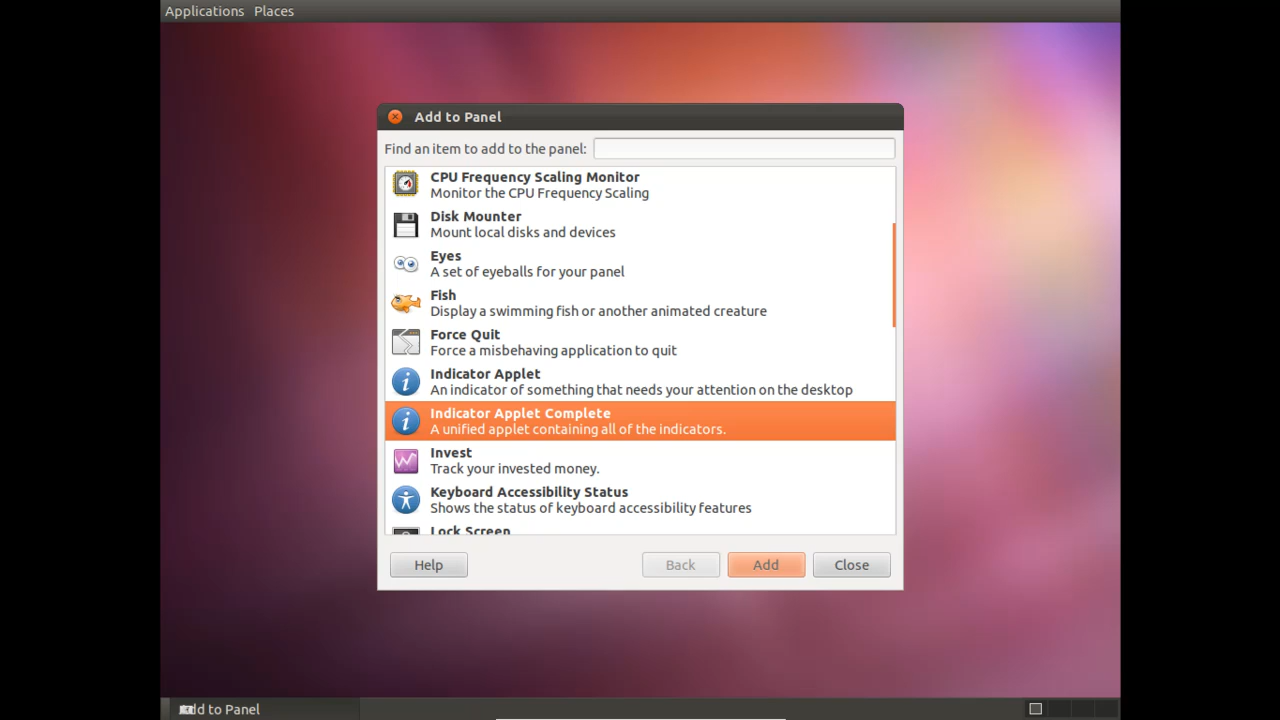 Applications Places
Add to Panel
Find an item to add to the panel:
CPU Frequency Scaling Monitor
Monitor the CPU Frequency Scaling
Disk Mounter
Mount local disks and devices
Eyes
A set of eyeballs for your panel
Fish
Display a swimming fish or another animated creature
Force Quit
Force a misbehaving application to quit
Indicator Applet
An indicator of something that needs your attention on the desktop
Indicator Applet Complete
A unified applet containing all of the indicators.
Invest
Track your invested money.
Keyboard Accessibility Status
Shows the status of keyboard accessibility features
Lock Screen
Help Back Add Close
Add to Panel